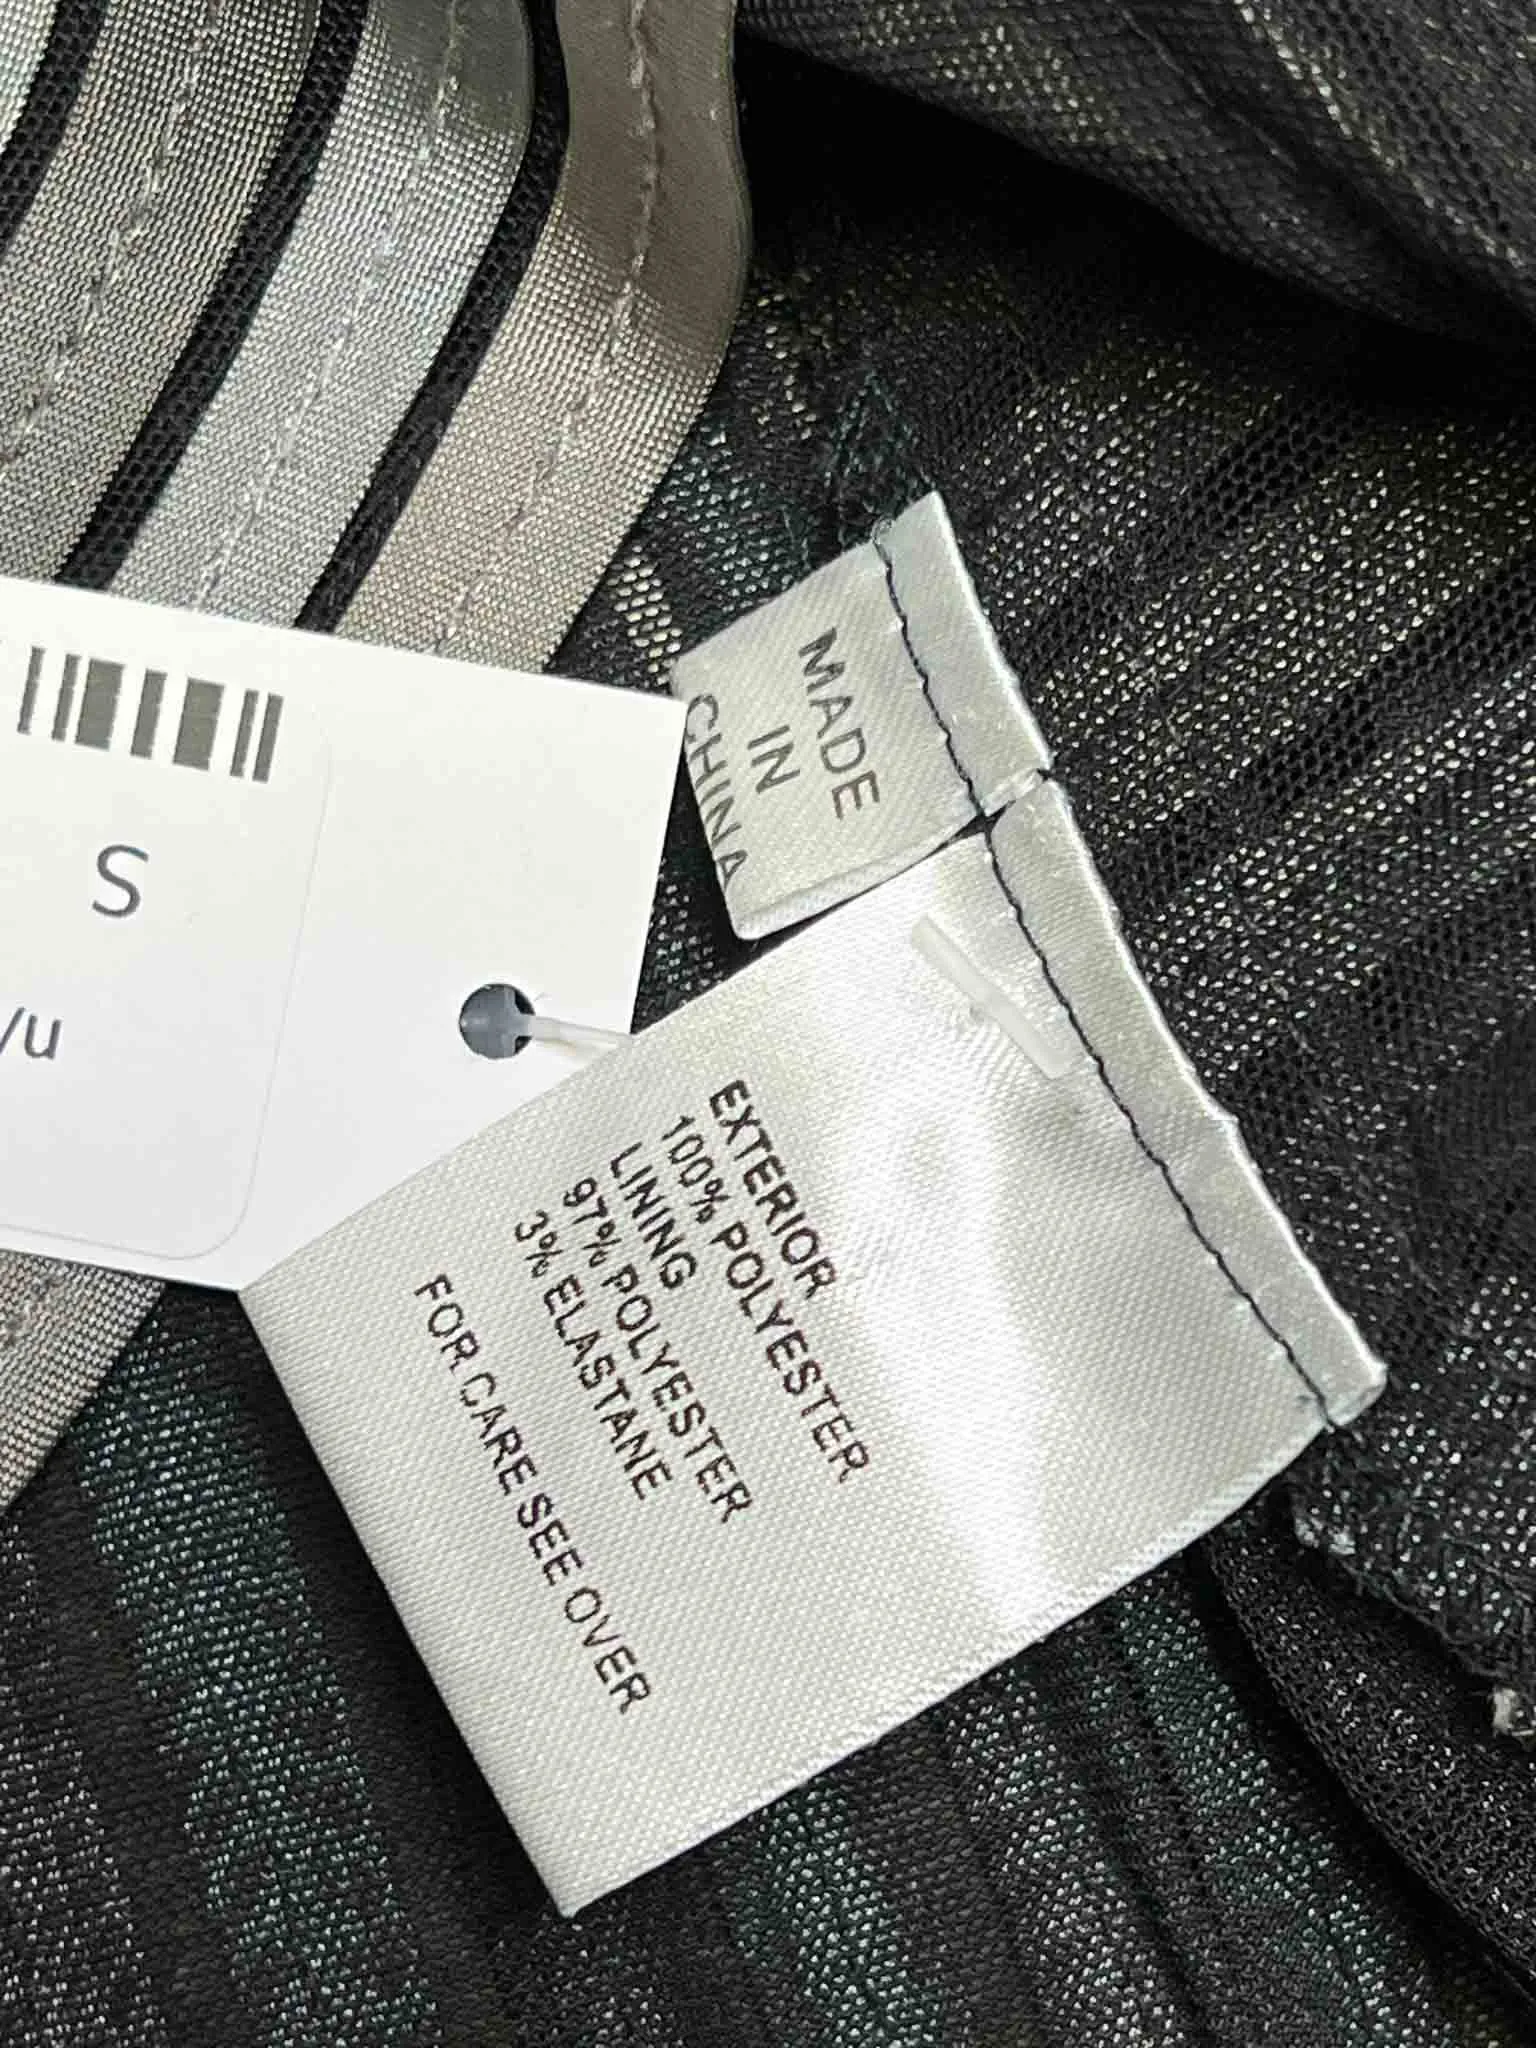 S
/u
MADE
IN
CHINA
EXTERIOR
100% POLYESTER
LINING
97% POLYESTER
3% ELASTANE
FOR CARE SEE OVER